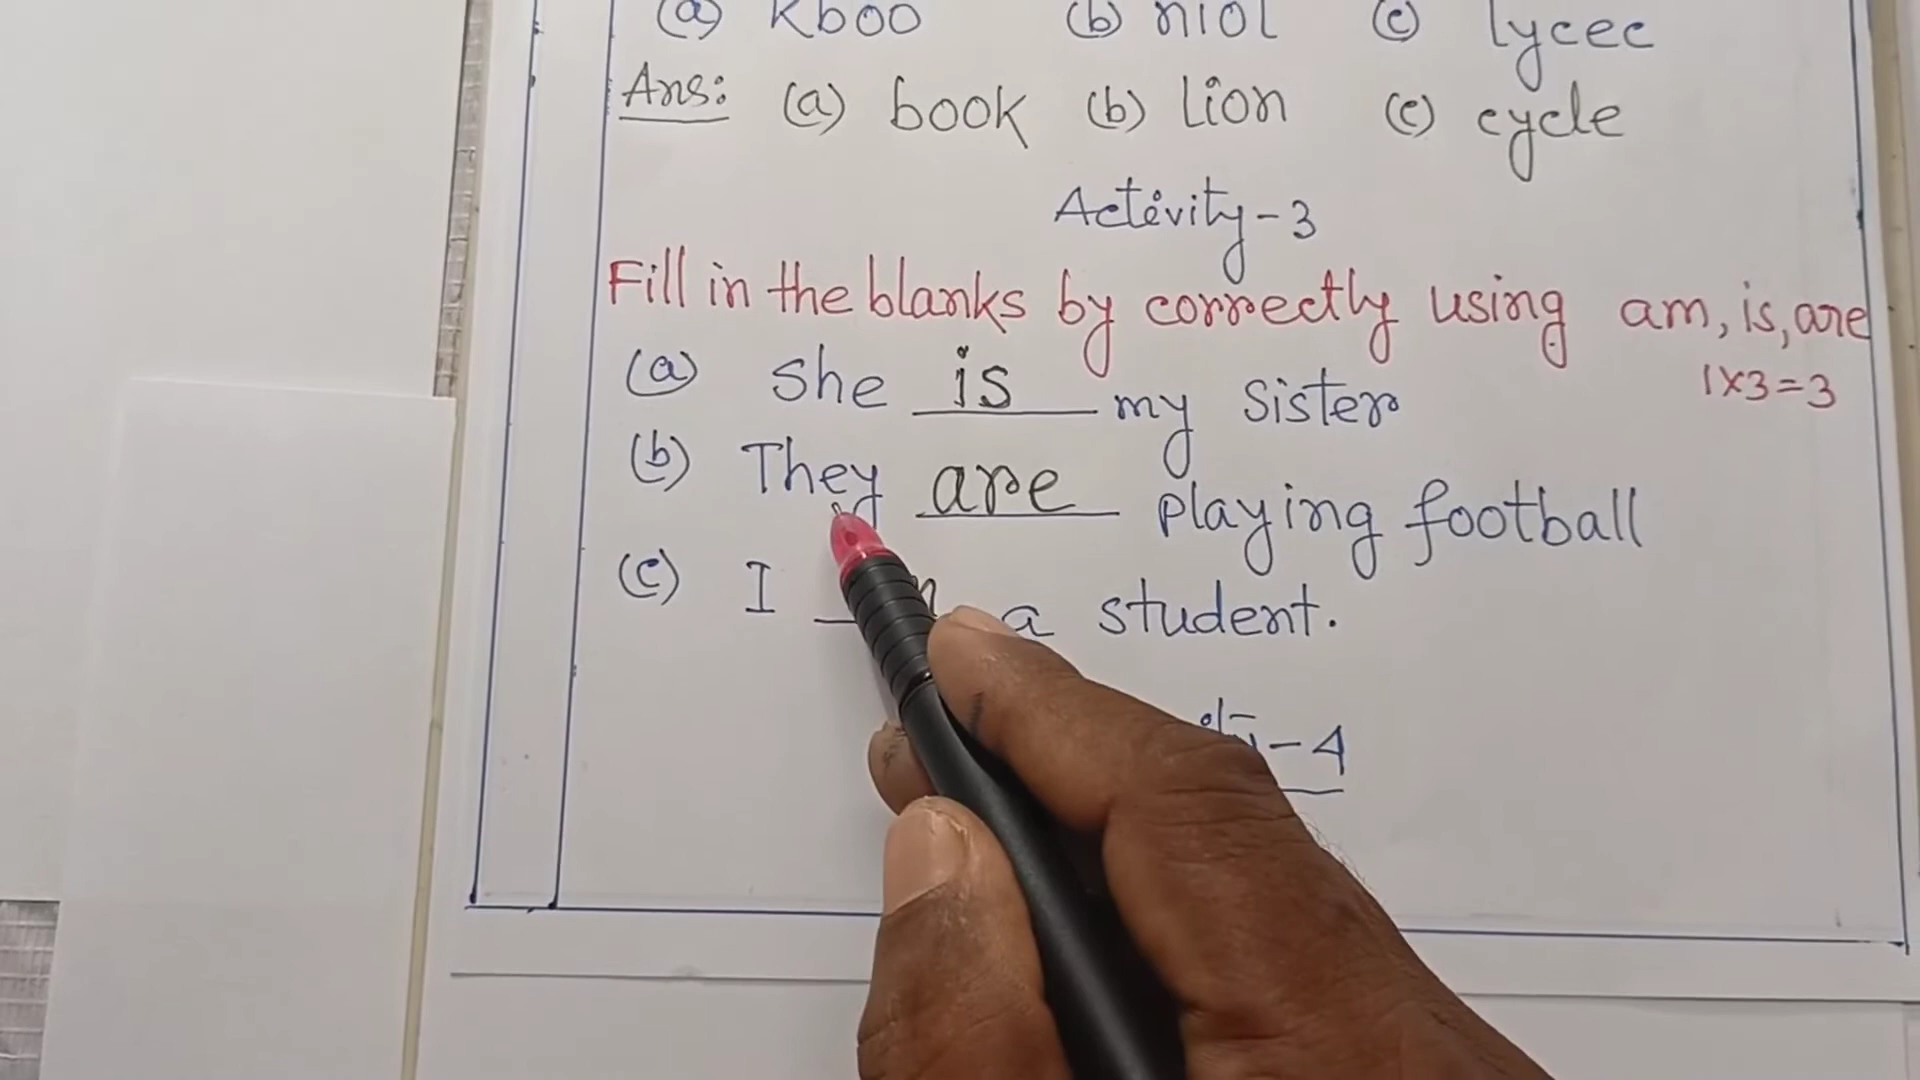 (a) kboo (b) niol (c) lycec
Ans: (a) book (b) Lion (c) cycle
Activity-3
Fill in the blanks by correctly using am, is, are
1x3=3
(a) She is my Sister
(b) They are playing football
(c) I a student.
-4